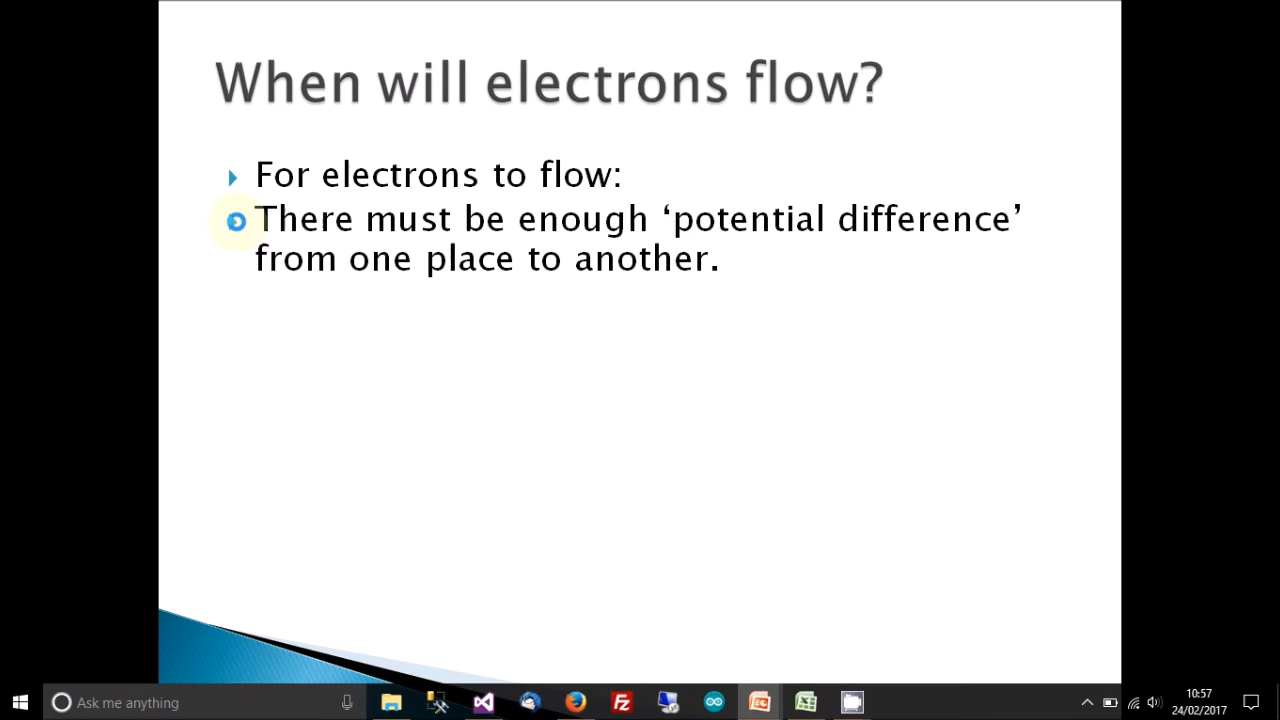 When will electrons flow?
For electrons to flow:
There must be enough ‘potential difference’
from one place to another.
Ask me anything
10:57
24/02/2017